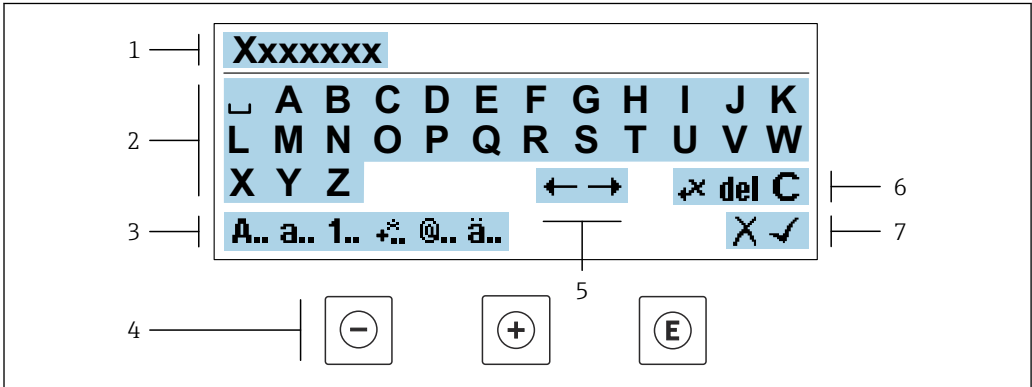 1 Xxxxxxx
2 ␣ A B C D E F G H I J K
L M N O P Q R S T U V W
X Y Z ← → del C 6
3 A.. a.. 1.. +*.. @.. ä.. X ✓ 7
5
4 − + E